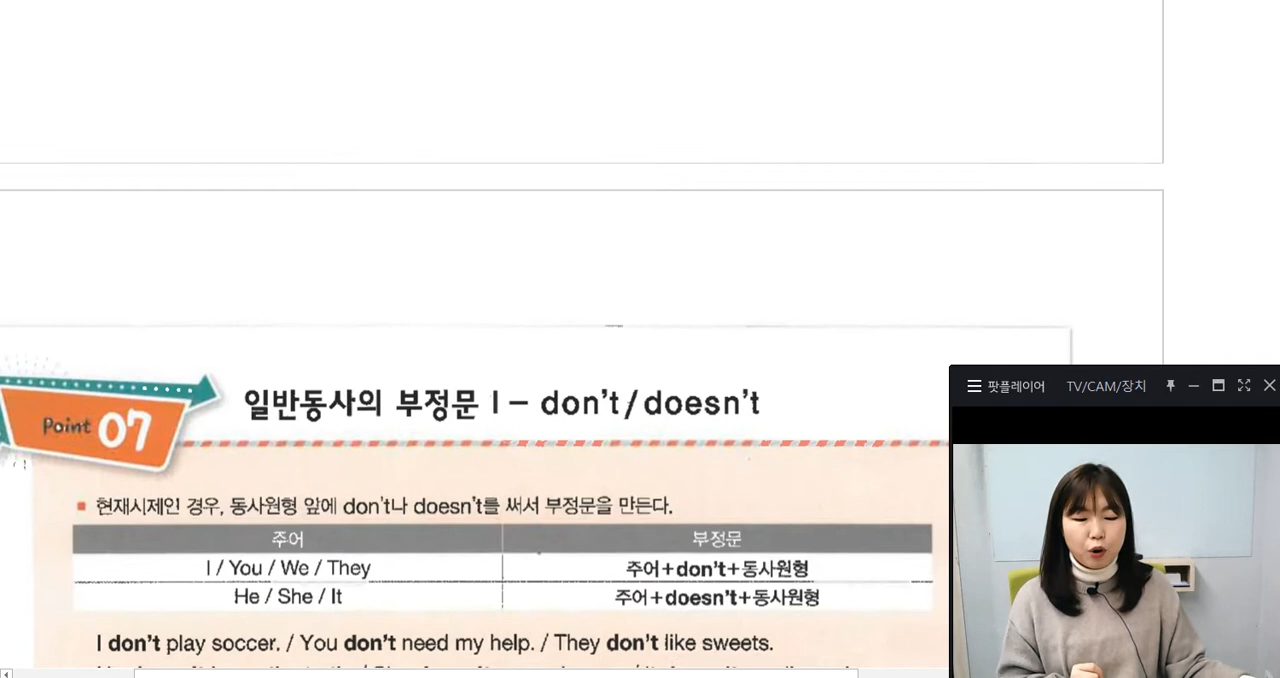 Point 07
일반동사의 부정문 I - don't/doesn't
팟플레이어 TV/CAM/장치
■ 현재시제인 경우, 동사원형 앞에 don't나 doesn't를 써서 부정문을 만든다.
주어 부정문
I / You / We / They 주어+don't+동사원형
He / She / It 주어+doesn't+동사원형
I don't play soccer. / You don't need my help. / They don't like sweets.